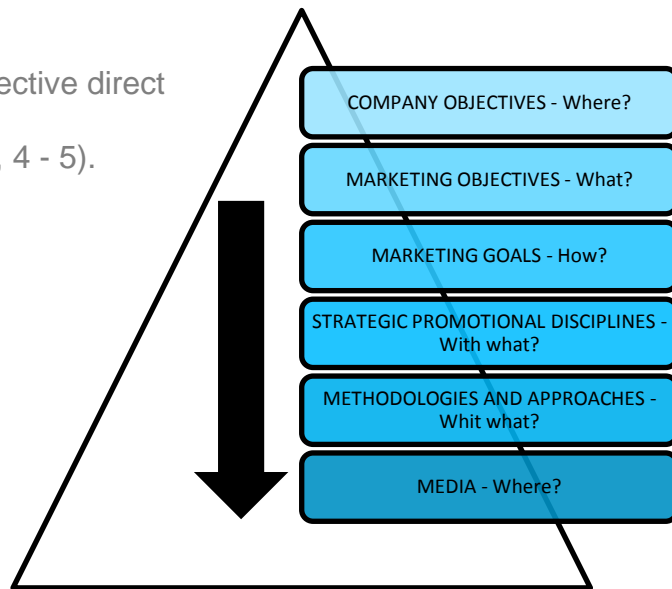 ective direct
, 4 - 5).
COMPANY OBJECTIVES - Where?
MARKETING OBJECTIVES - What?
MARKETING GOALS - How?
STRATEGIC PROMOTIONAL DISCIPLINES -
With what?
METHODOLOGIES AND APPROACHES -
Whit what?
MEDIA - Where?